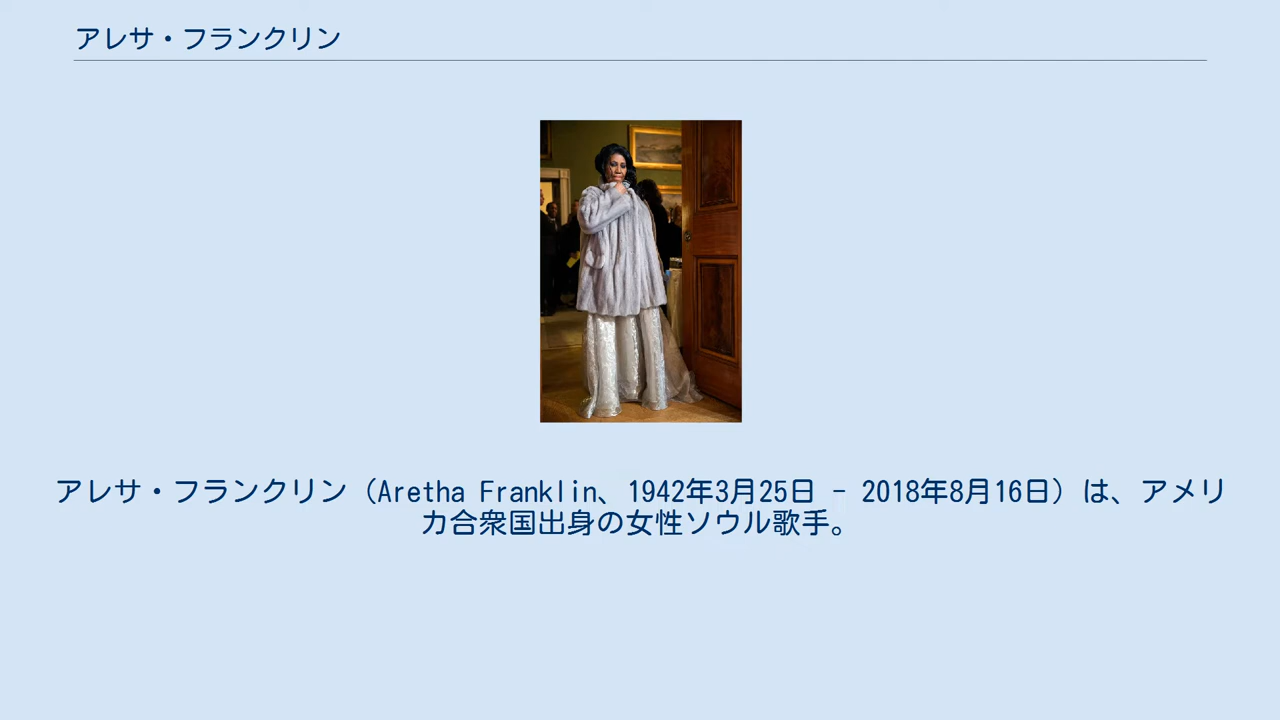 アレサ・フランクリン
アレサ・フランクリン（Aretha Franklin、1942年3月25日 - 2018年8月16日）は、アメリ
カ合衆国出身の女性ソウル歌手。